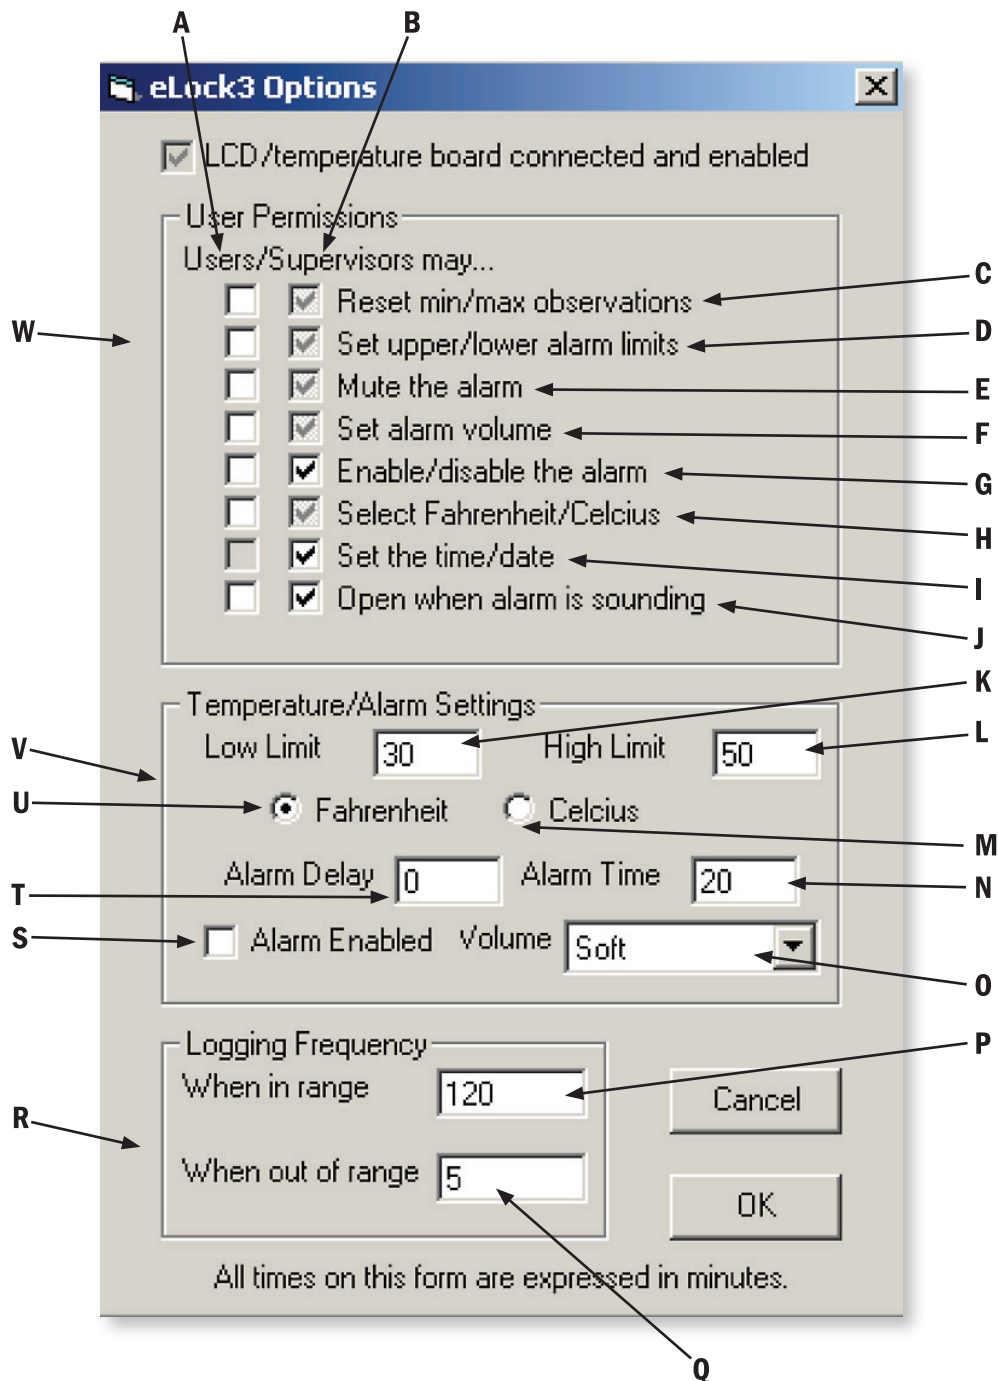 A
B
eLock3 Options
LCD/temperature board connected and enabled
User Permissions
Users/Supervisors may...
C
Reset min/max observations
W
D
Set upper/lower alarm limits
E
Mute the alarm
F
Set alarm volume
G
Enable/disable the alarm
H
Select Fahrenheit/Celcius
I
Set the time/date
J
Open when alarm is sounding
K
Temperature/Alarm Settings
V
Low Limit 30 High Limit 50
L
U
Fahrenheit Celcius
M
Alarm Delay 0 Alarm Time 20
N
T
S
Alarm Enabled Volume Soft
O
P
Logging Frequency
When in range 120
Cancel
R
When out of range 5
OK
All times on this form are expressed in minutes.
Q